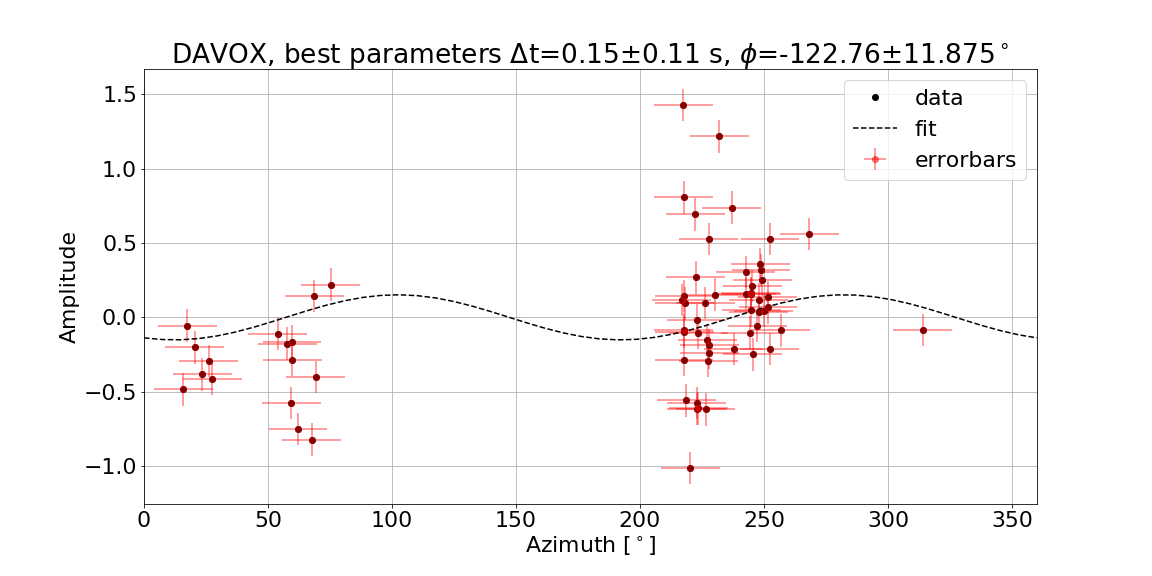 DAVOX, best parameters Δt=0.15±0.11 s, ϕ=-122.76±11.875°
data
fit
errorbars
1.5
1.0
0.5
0.0
−0.5
−1.0
Amplitude
0 50 100 150 200 250 300 350
Azimuth [°]